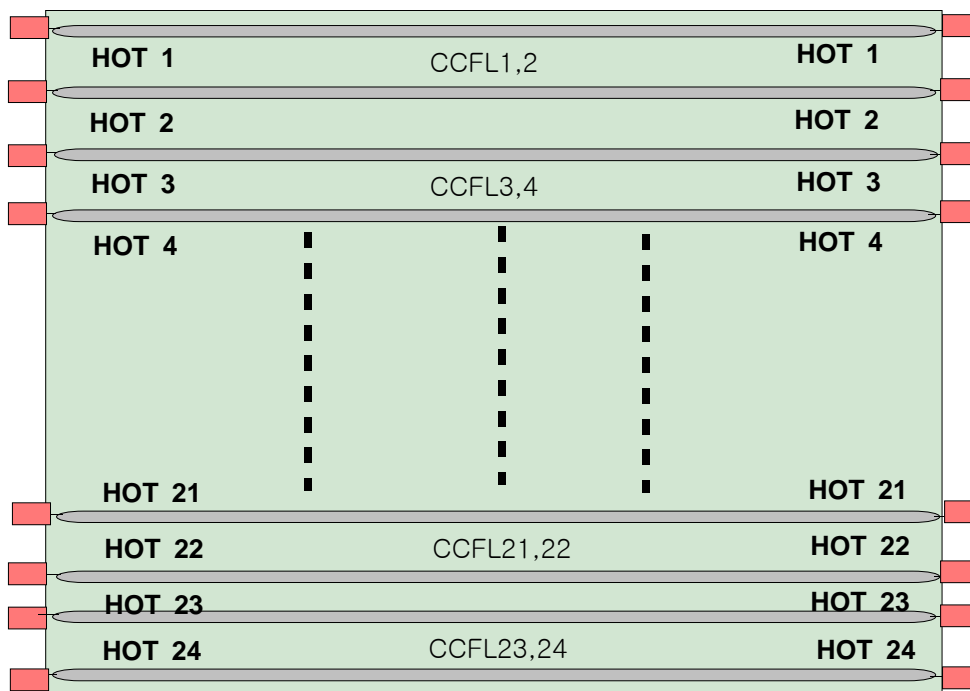 HOT 1 CCFL1,2 HOT 1
HOT 2 HOT 2
HOT 3 CCFL3,4 HOT 3
HOT 4 HOT 4
HOT 21 HOT 21
HOT 22 CCFL21,22 HOT 22
HOT 23 HOT 23
HOT 24 CCFL23,24 HOT 24